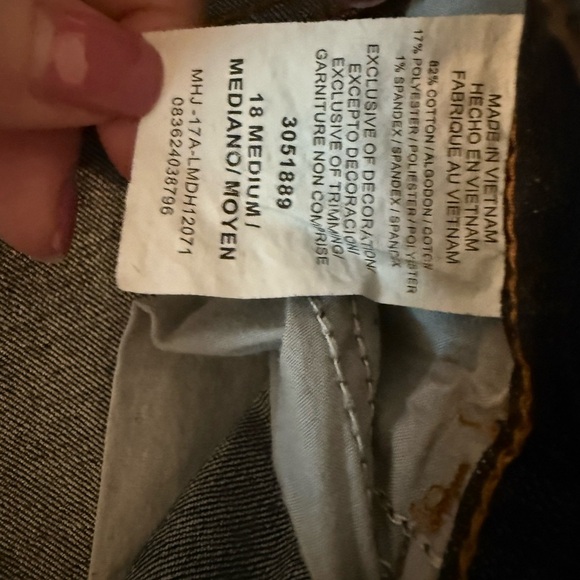 MADE IN VIETNAM
HECHO EN VIETNAM
FABRIQUE AU VIETNAM
82% COTTON / ALGODON / COTON
17% POLYESTER / POLIESTER / POLYESTER
1% SPANDEX / SPANDEX / SPANDX
EXCLUSIVE OF DECORATION/
EXCEPTO DECORACION/
EXCLUSIVE OF TRIMMING/
GARNITURE NON COMPRISE
3051889
18 MEDIUM /
MEDIANO/ MOYEN
MHJ -17A-LMDH12071
083624038796